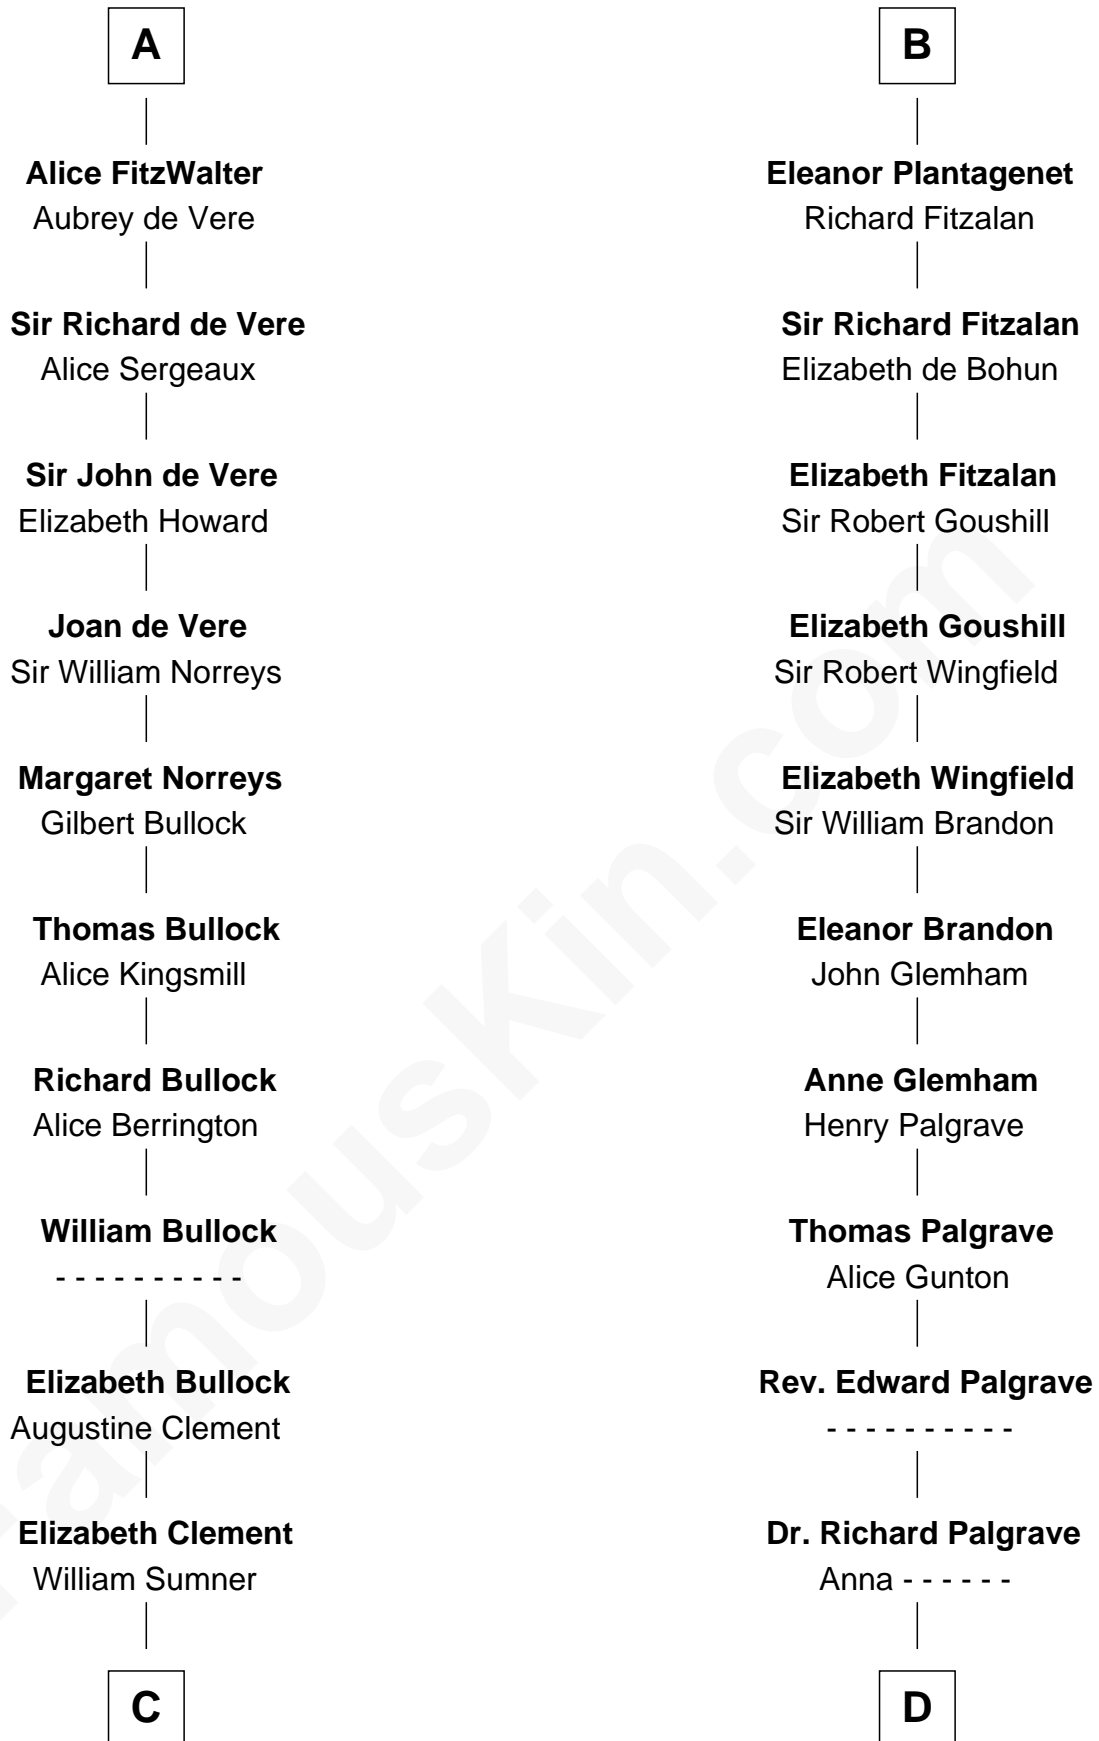 A
Alice FitzWalter
Aubrey de Vere
Sir Richard de Vere
Alice Sergeaux
Sir John de Vere
Elizabeth Howard
Joan de Vere
Sir William Norreys
Margaret Norreys
Gilbert Bullock
Thomas Bullock
Alice Kingsmill
Richard Bullock
Alice Berrington
William Bullock
- - - - - - - - - -
Elizabeth Bullock
Augustine Clement
Elizabeth Clement
William Sumner
C
B
Eleanor Plantagenet
Richard Fitzalan
Sir Richard Fitzalan
Elizabeth de Bohun
Elizabeth Fitzalan
Sir Robert Goushill
Elizabeth Goushill
Sir Robert Wingfield
Elizabeth Wingfield
Sir William Brandon
Eleanor Brandon
John Glemham
Anne Glemham
Henry Palgrave
Thomas Palgrave
Alice Gunton
Rev. Edward Palgrave
- - - - - - - - - -
Dr. Richard Palgrave
Anna - - - - - -
D
FamousKin.com